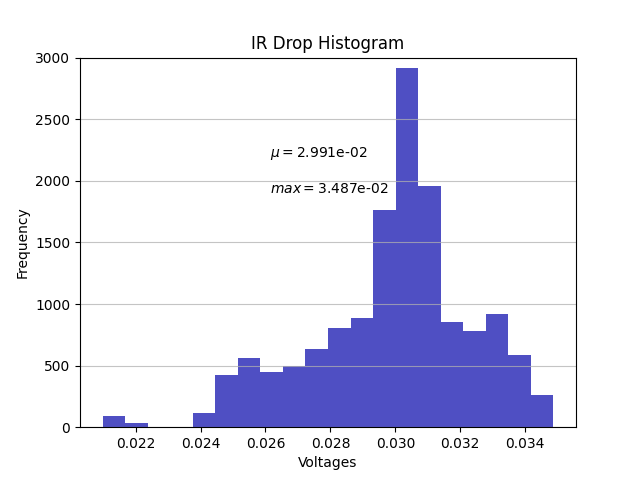 IR Drop Histogram
3000
2500
2000
1500
1000
500
0
Frequency
μ = 2.991e-02
max = 3.487e-02
0.022 0.024 0.026 0.028 0.030 0.032 0.034
Voltages